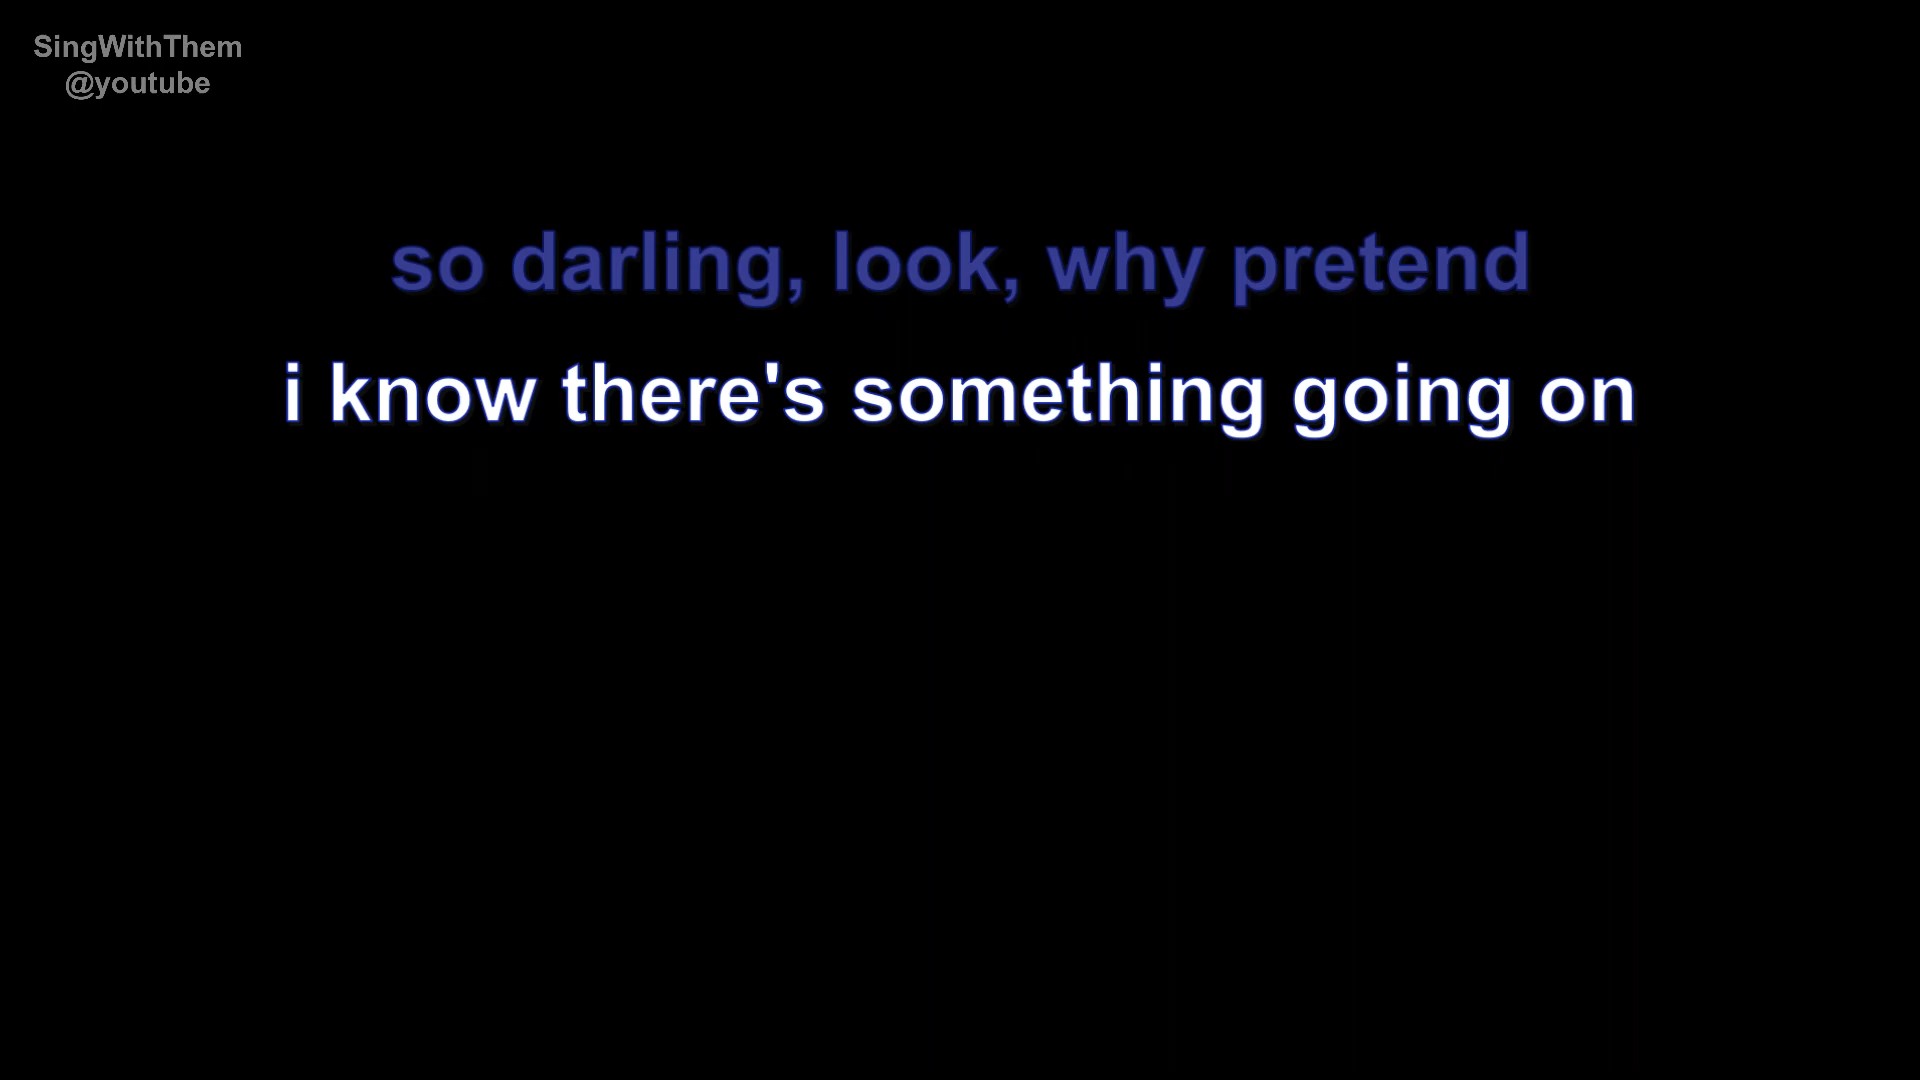 SingWithThem
@youtube
so darling, look, why pretend
i know there's something going on